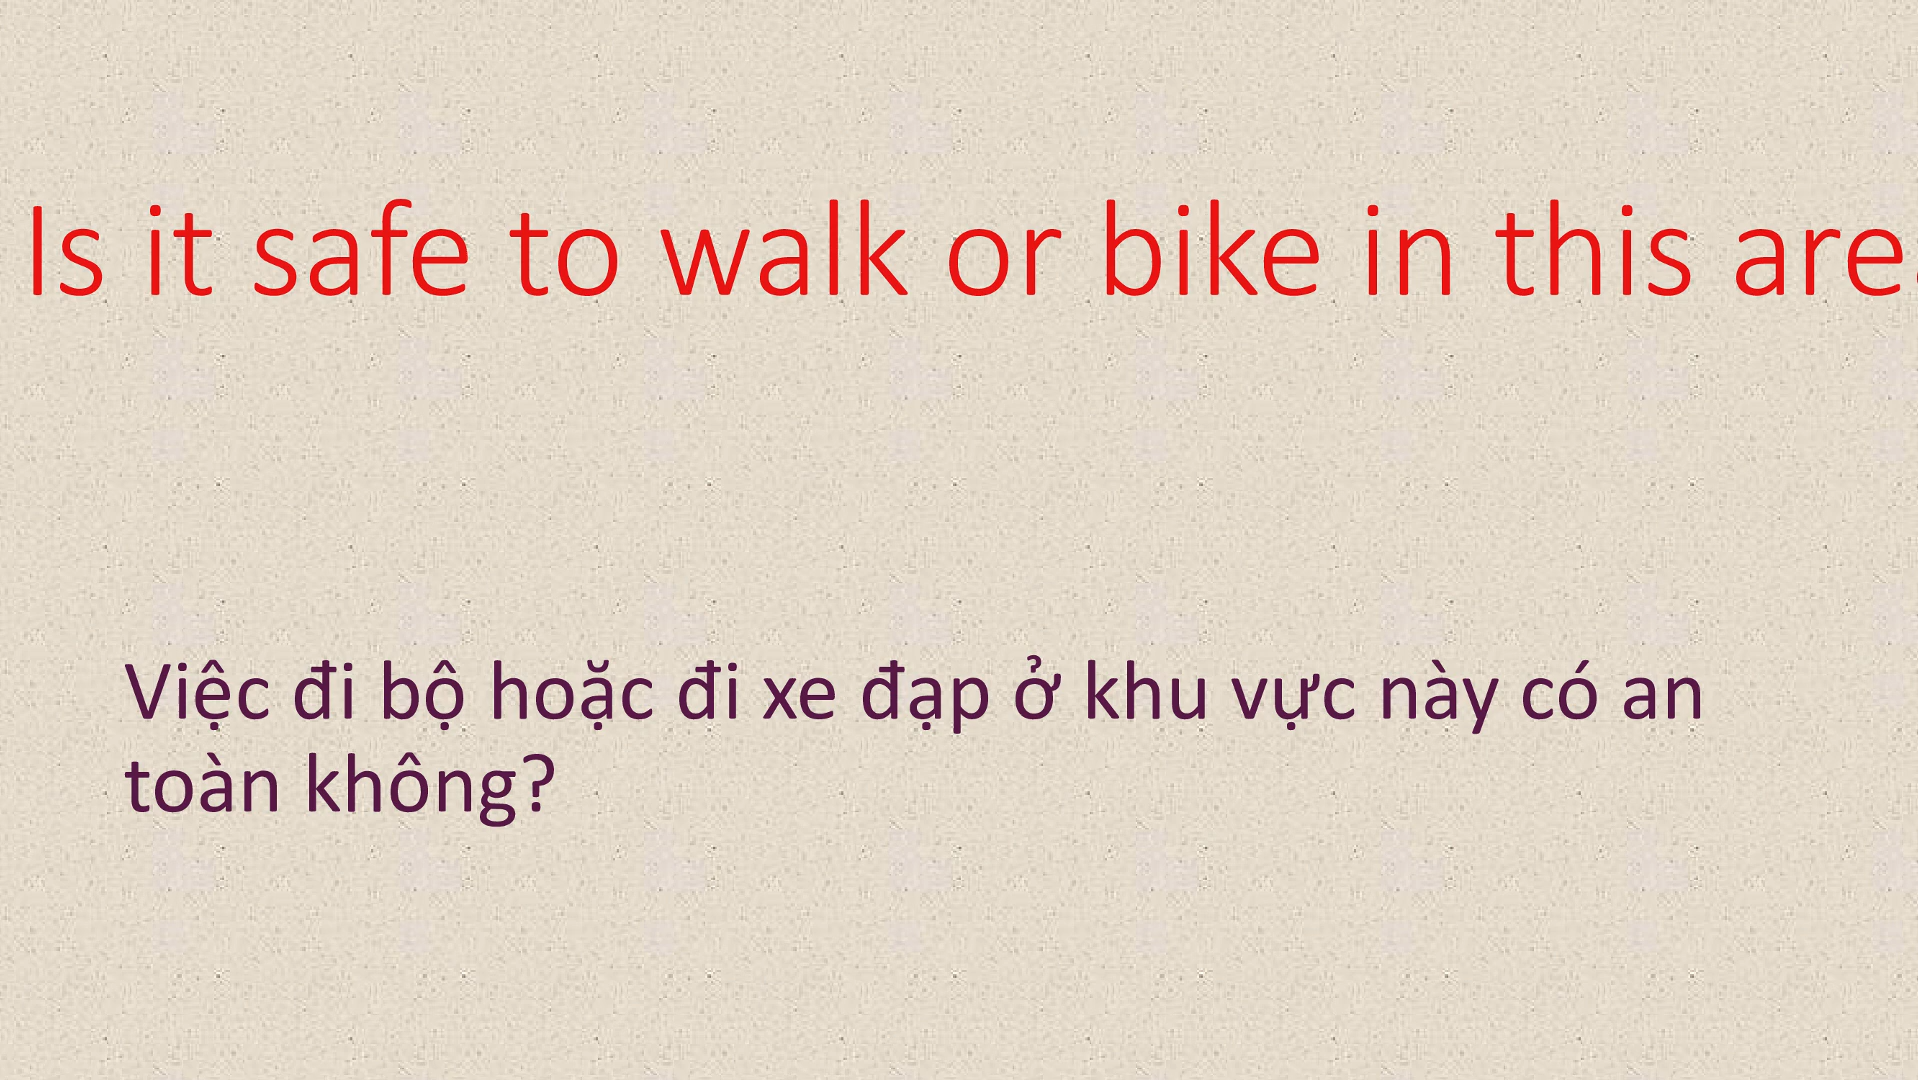 Is it safe to walk or bike in this
Việc đi bộ hoặc đi xe đạp ở khu vực này có an
toàn không?